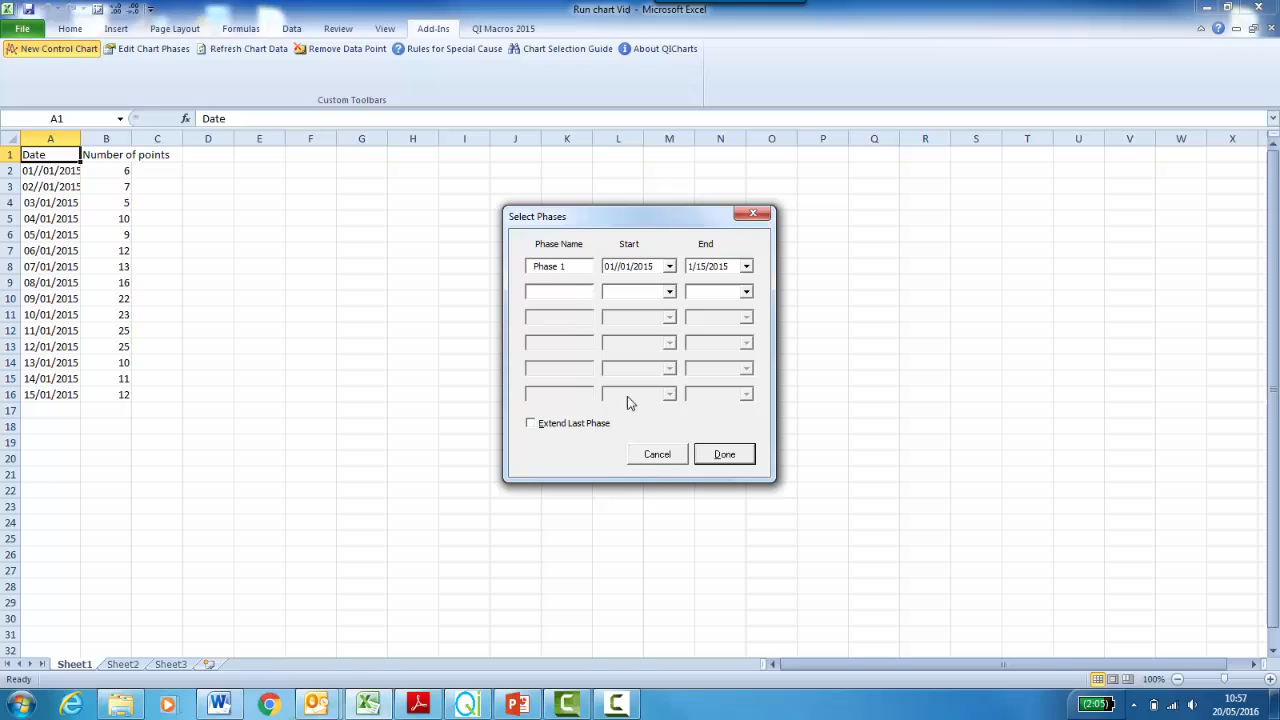 Run chart Vid - Microsoft Excel
File Home Insert Page Layout Formulas Data Review View Add-Ins QI Macros 2015
New Control Chart Edit Chart Phases Refresh Chart Data Remove Data Point Rules for Special Cause Chart Selection Guide About QICharts
Custom Toolbars
A1 fx Date
A B C D E F G H I J K L M N O P Q R S T U V W X
1 Date Number of points
2 01//01/2015 6
3 02//01/2015 7
4 03/01/2015 5
5 04/01/2015 10
6 05/01/2015 9
7 06/01/2015 12
8 07/01/2015 13
9 08/01/2015 16
10 09/01/2015 22
11 10/01/2015 23
12 11/01/2015 25
13 12/01/2015 25
14 13/01/2015 10
15 14/01/2015 11
16 15/01/2015 12
17
18
19
20
21
22
23
24
25
26
27
28
29
30
31
32
Select Phases
Phase Name Start End
Phase 1 01//01/2015 1/15/2015
Extend Last Phase
Cancel Done
Sheet1 Sheet2 Sheet3
Ready 100%
(2:05) 10:57
20/05/2016